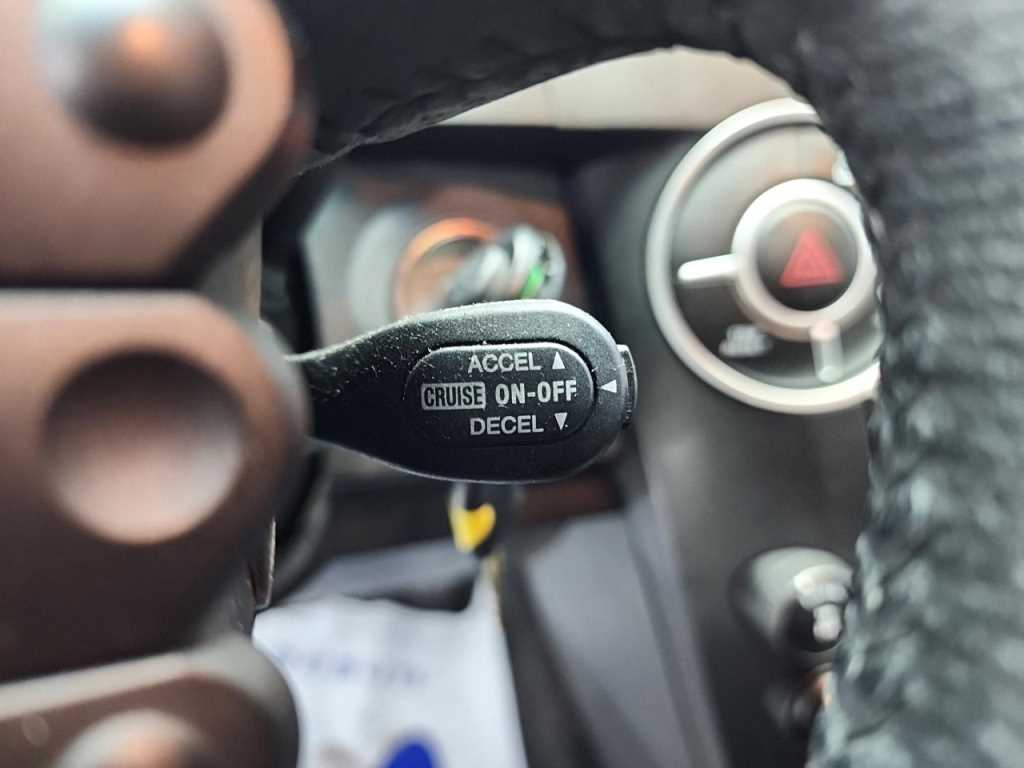 ACCEL ▲
CRUISE ON-OFF ◀
DECEL ▼